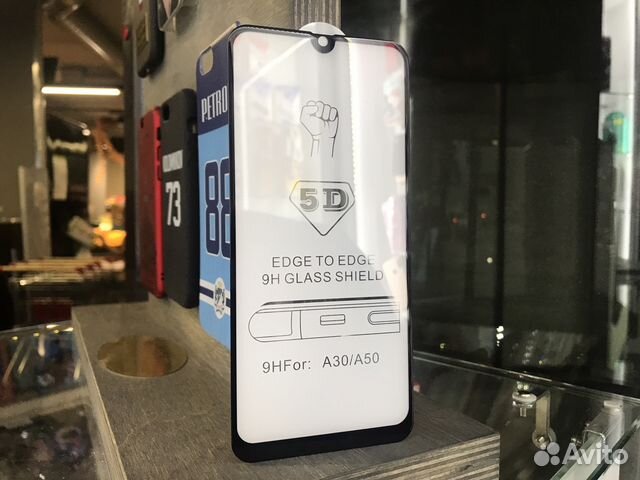 PETRO
88
73
5D
EDGE TO EDGE
9H GLASS SHIELD
9HFor: A30/A50
Avito